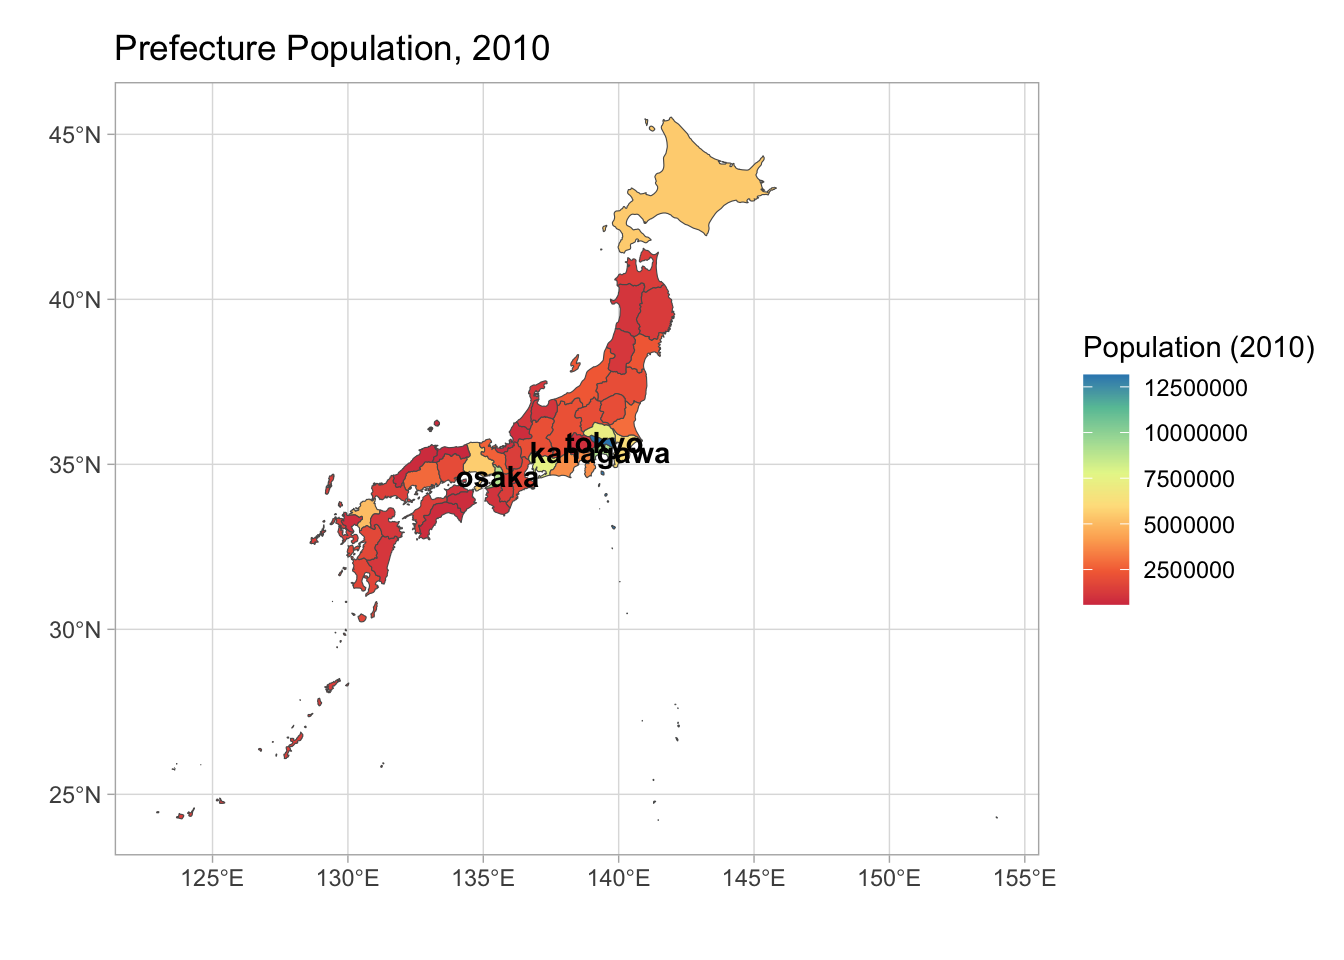 Prefecture Population, 2010
45°N
40°N
35°N
30°N
25°N
tokyo
kanagawa
osaka
125°E 130°E 135°E 140°E 145°E 150°E 155°E
Population (2010)
12500000
10000000
7500000
5000000
2500000